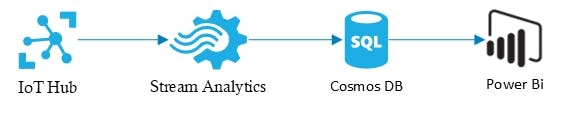 SQL
IoT Hub
Stream Analytics
Cosmos DB
Power Bi